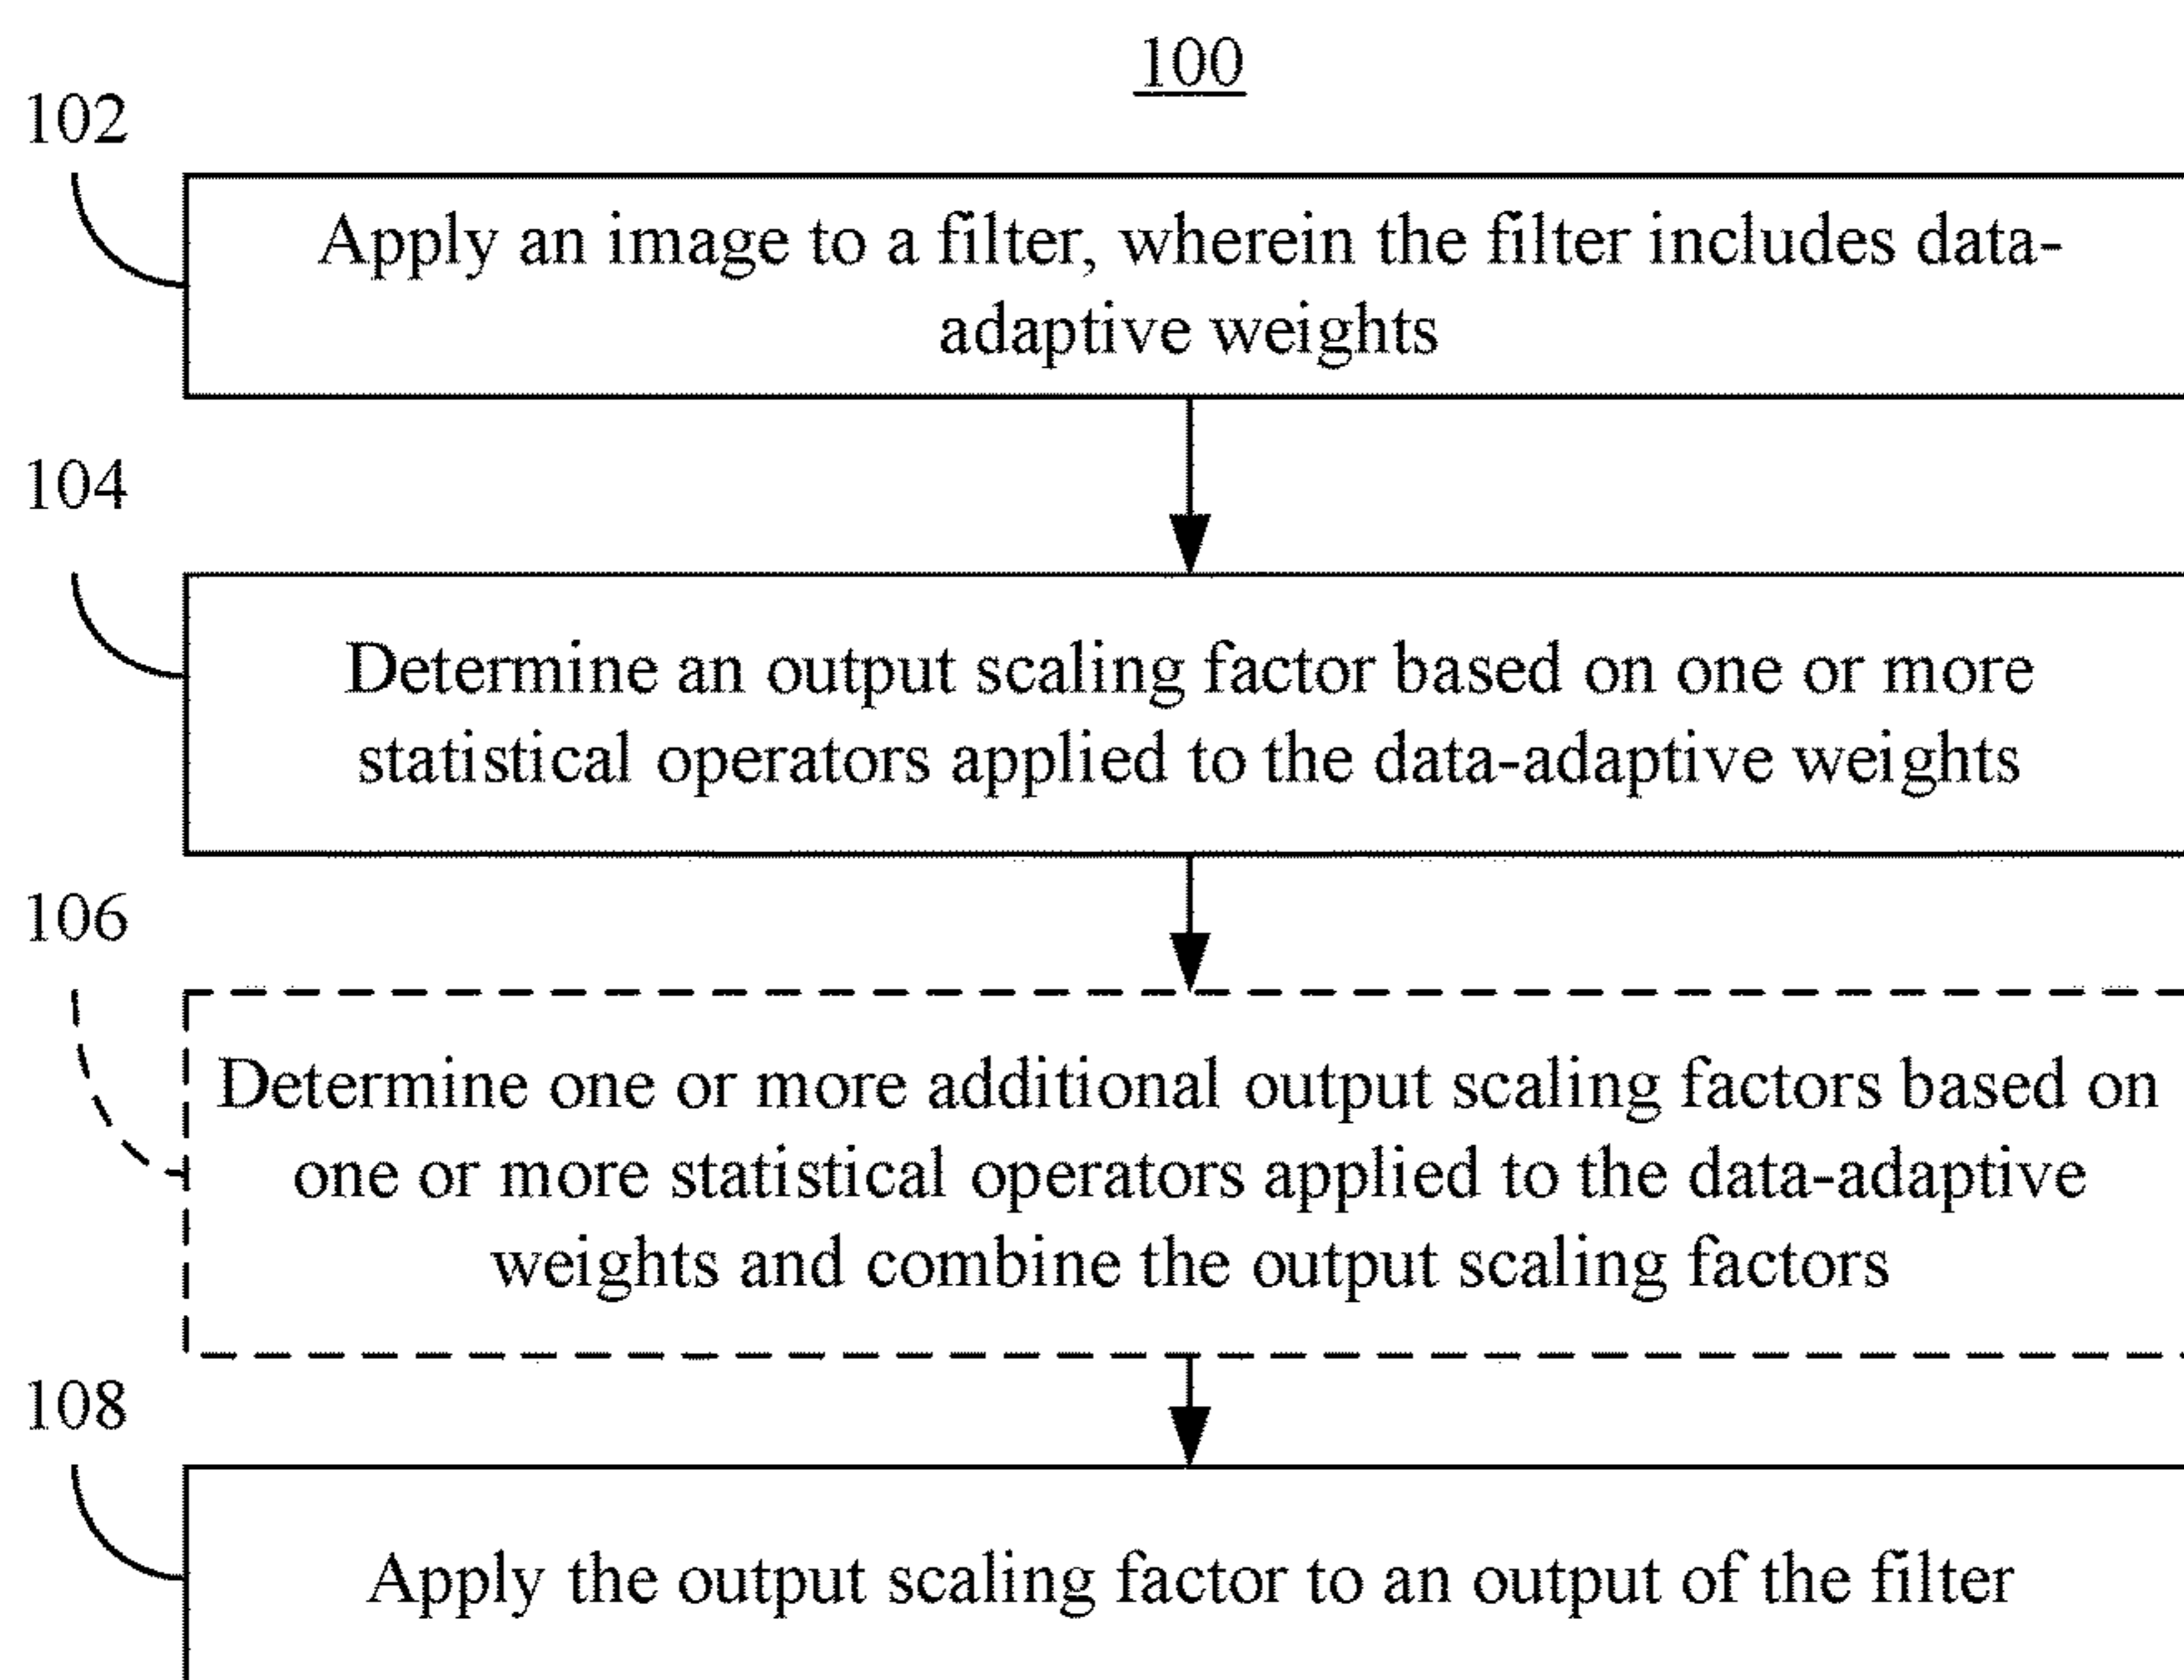 100
102
Apply an image to a filter, wherein the filter includes data-
adaptive weights
104
Determine an output scaling factor based on one or more
statistical operators applied to the data-adaptive weights
106
Determine one or more additional output scaling factors based on
one or more statistical operators applied to the data-adaptive
weights and combine the output scaling factors
108
Apply the output scaling factor to an output of the filter